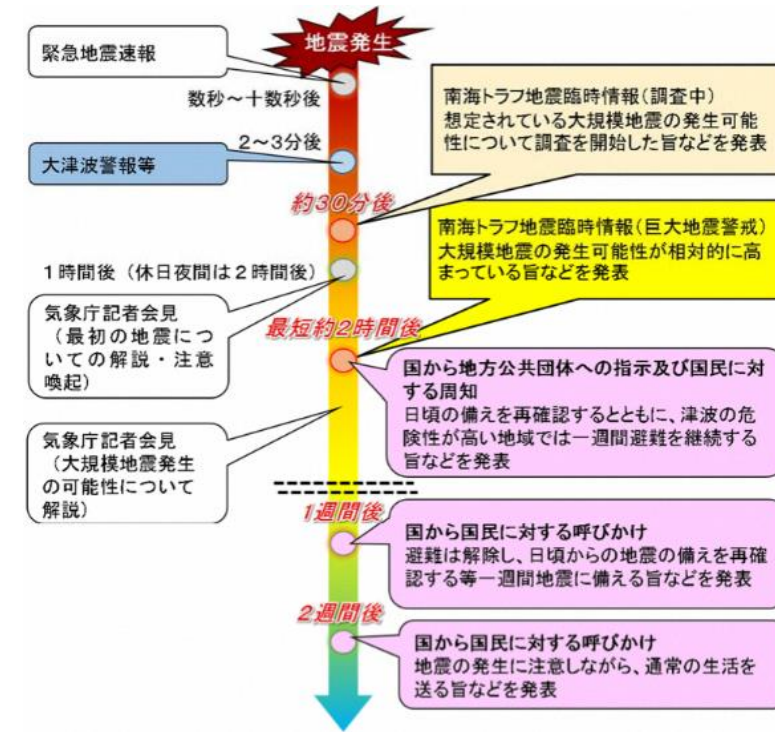 地震発生
緊急地震速報
数秒～十数秒後
2～3分後
大津波警報等
約30分後
南海トラフ地震臨時情報（調査中）
想定されている大規模地震の発生可能
性について調査を開始した旨などを発表
1時間後（休日夜間は2時間後）
気象庁記者会見
（最初の地震につ
いての解説・注意
喚起）
最短約2時間後
南海トラフ地震臨時情報（巨大地震警戒）
大規模地震の発生可能性が相対的に高
まっている旨などを発表
国から地方公共団体への指示及び国民に対
する周知
日頃の備えを再確認するとともに、津波の危
険性が高い地域では一週間避難を継続する
旨などを発表
気象庁記者会見
（大規模地震発生
の可能性について
解説）
1週間後
国から国民に対する呼びかけ
避難は解除し、日頃からの地震の備えを再確
認する等一週間地震に備える旨などを発表
2週間後
国から国民に対する呼びかけ
地震の発生に注意しながら、通常の生活を
送る旨などを発表